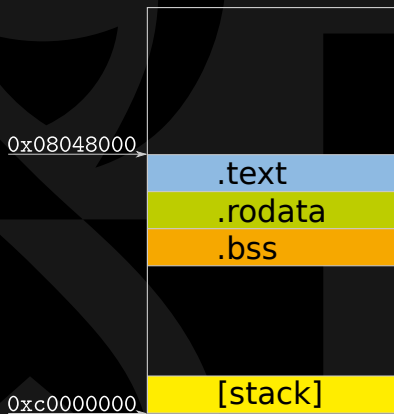 0x08048000
.text
.rodata
.bss
[stack]
0xc0000000